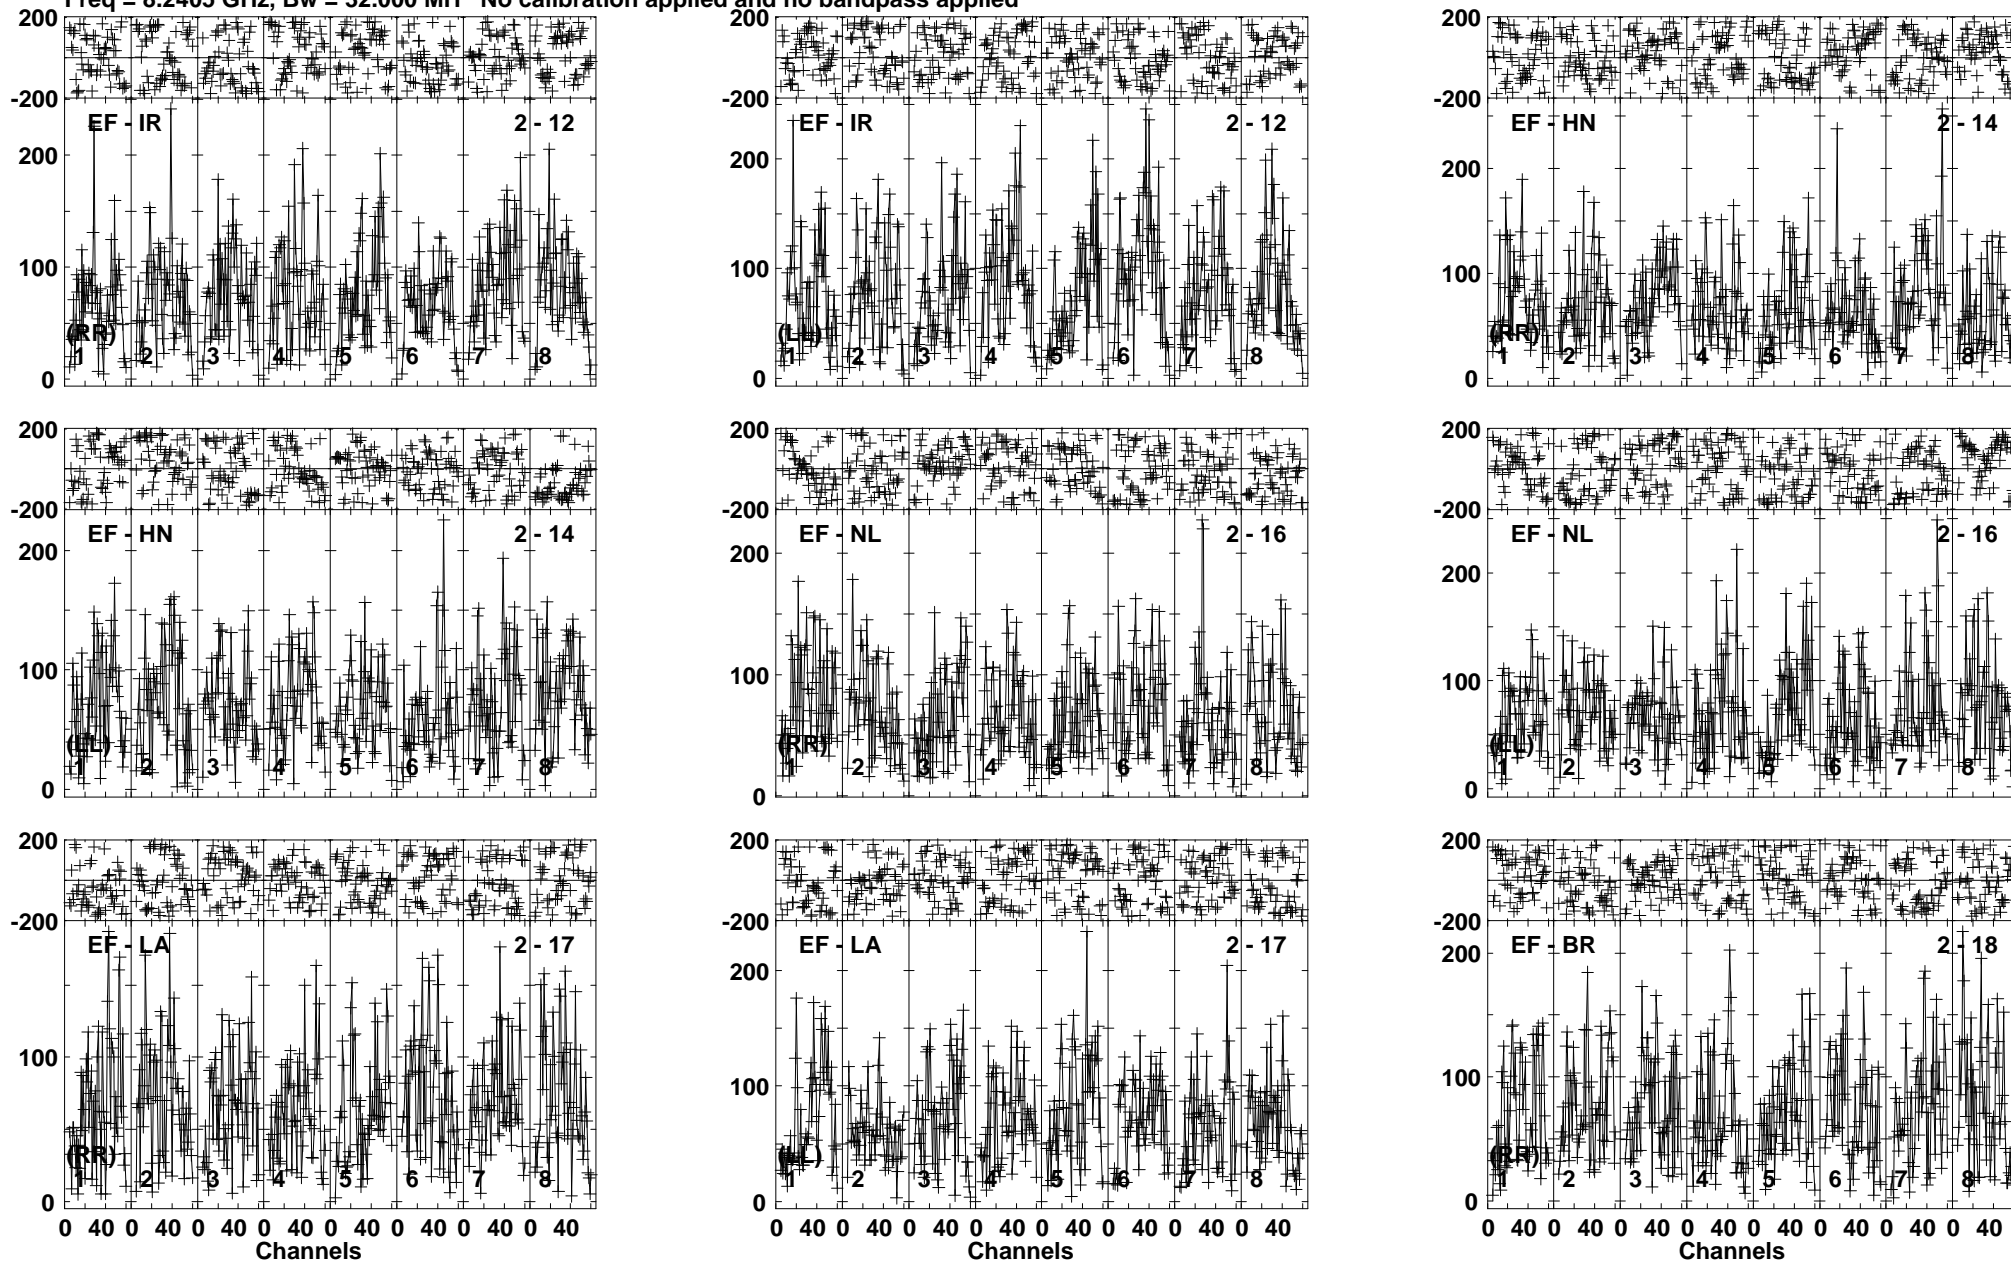 Freq = 8.2405 GHz, Bw = 32.000 MH No calibration applied and no bandpass applied
200 200 200
-200 -200 -200
EF - IR 2 - 12 EF - IR 2 - 12 EF - HN 2 - 14
200 200 200
100 100 100
(RR) (LL) (RR)
1 2 3 4 5 6 7 8 1 2 3 4 5 6 7 8 1 2 3 4 5 6 7 8
0 0 0
200 200 200
-200 -200 -200
EF - HN 2 - 14 EF - NL 2 - 16 EF - NL 2 - 16
200 200 200
100 100 100
(LL) (RR) (LL)
1 2 3 4 5 6 7 8 1 2 3 4 5 6 7 8 1 2 3 4 5 6 7 8
0 0 0
200 200 200
-200 -200 -200
EF - LA 2 - 17 EF - LA 2 - 17 EF - BR 2 - 18
200 200
100 100 100
(RR) (LL) (RR)
1 2 3 4 5 6 7 8 1 2 3 4 5 6 7 8 1 2 3 4 5 6 7 8
0 0 0
0 40 0 40 0 40 0 40 0 40 0 40 0 40 0 40 0 40 0 40 0 40 0 40 0 40 0 40 0 40 0 40 0 40 0 40 0 40 0 40 0 40 0 40 0 40 0 40
Channels Channels Channels